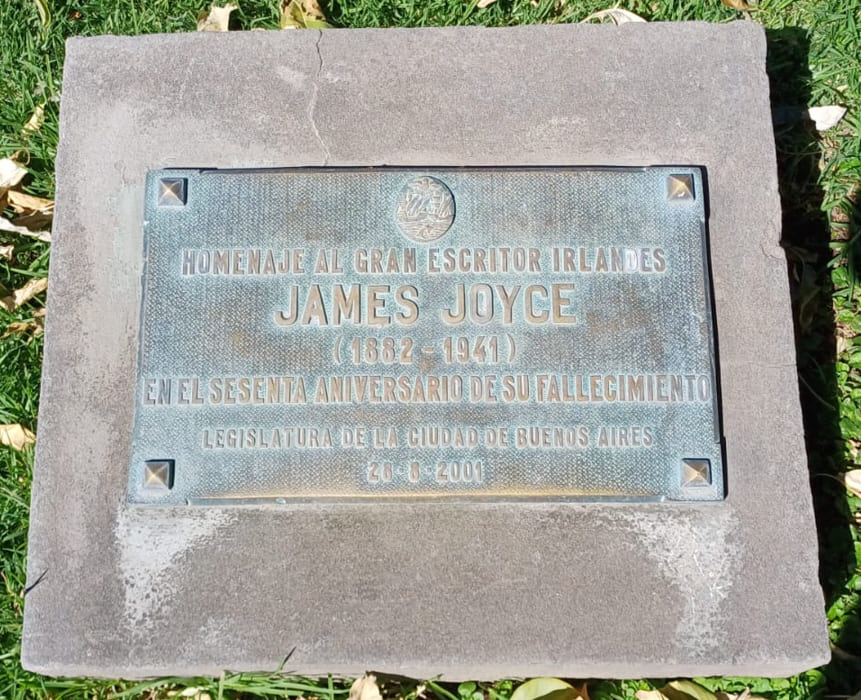 HOMENAJE AL GRAN ESCRITOR IRLANDES
JAMES JOYCE
(1882-1941)
EN EL SESENTA ANIVERSARIO DE SU FALLECIMIENTO
LEGISLATURA DE LA CIUDAD DE BUENOS AIRES
28-8-2001